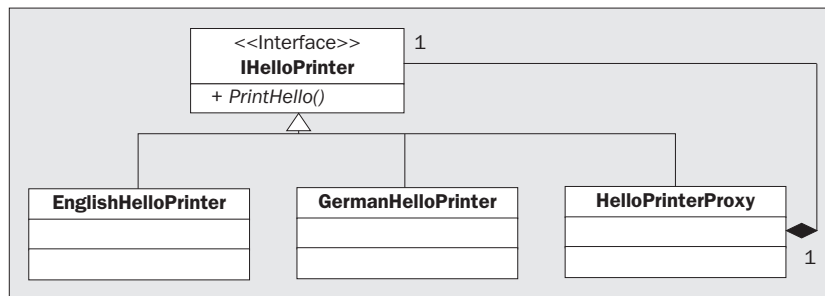 <<Interface>>
1
IHelloPrinter
+ PrintHello()
EnglishHelloPrinter
GermanHelloPrinter
HelloPrinterProxy
1